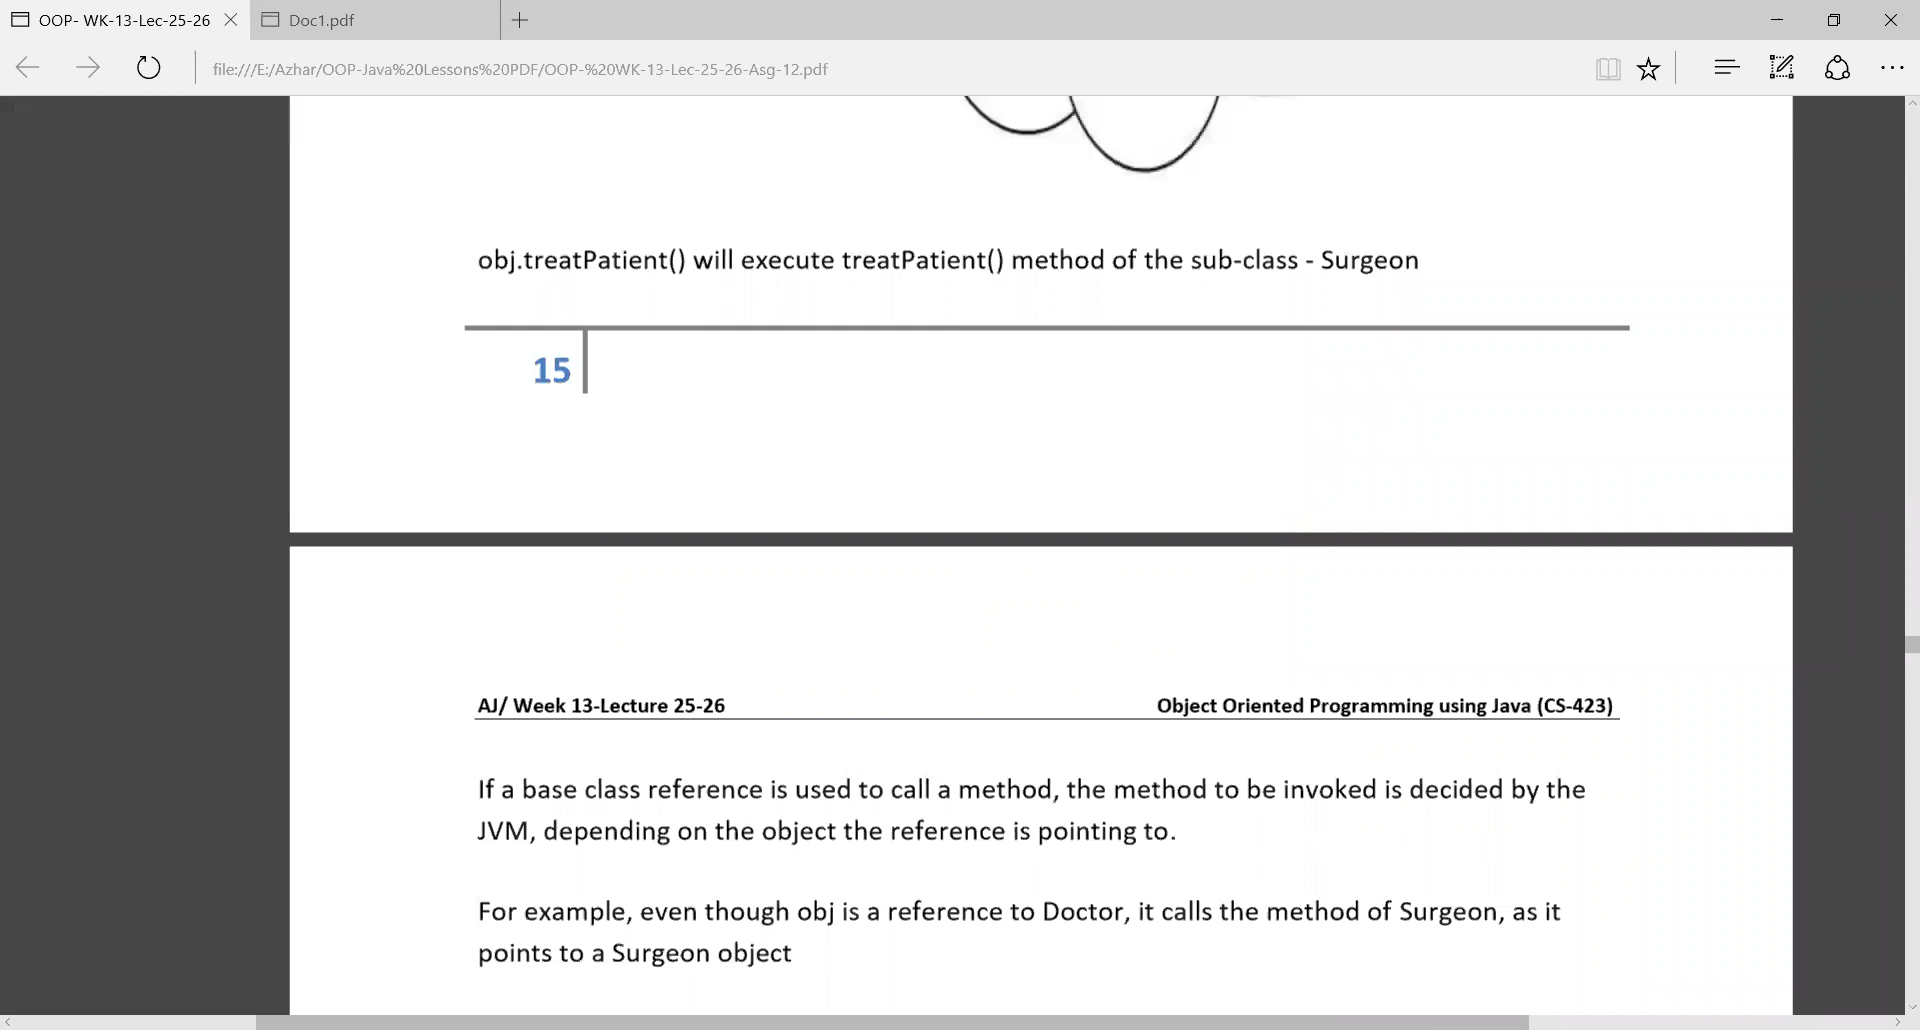 OOP- WK-13-Lec-25-26
Doc1.pdf
file:///E:/Azhar/OOP-Java%20Lessons%20PDF/OOP-%20WK-13-Lec-25-26-Asg-12.pdf
obj.treatPatient() will execute treatPatient() method of the sub-class - Surgeon
15
AJ/ Week 13-Lecture 25-26 Object Oriented Programming using Java (CS-423)
If a base class reference is used to call a method, the method to be invoked is decided by the
JVM, depending on the object the reference is pointing to.
For example, even though obj is a reference to Doctor, it calls the method of Surgeon, as it
points to a Surgeon object